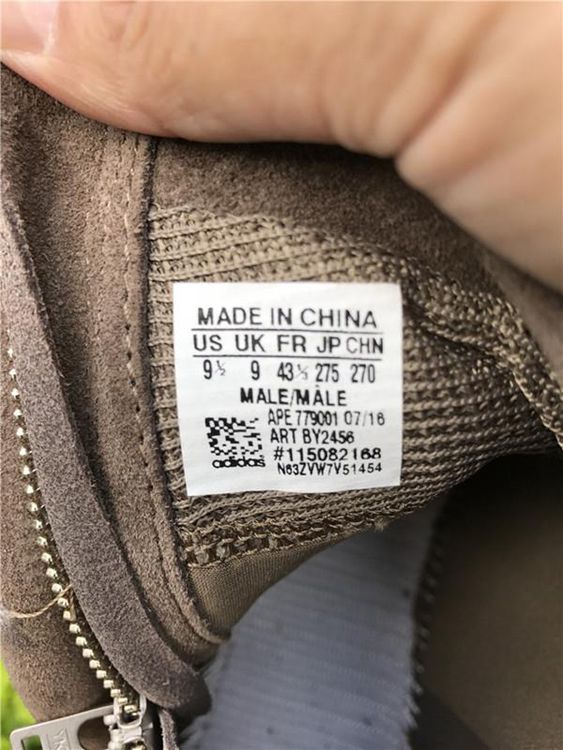 MADE IN CHINA
US UK FR JP CHN
9½ 9 43⅓ 275 270
MALE/MÂLE
APE 779001 07/16
ART BY2456
#115082168
adidas
N63ZVW7V51454